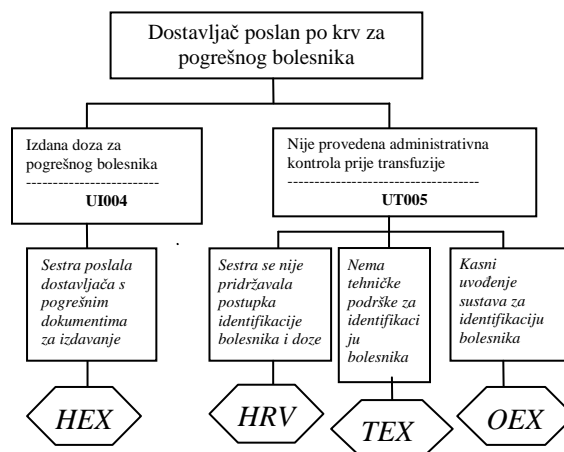 Dostavljač poslan po krv za
pogrešnog bolesnika
Izdana doza za
pogrešnog bolesnika
------------------------
UI004
Nije provedena administrativna
kontrola prije transfuzije
-----------------------------------
UT005
Sestra poslala
dostavljača s
pogrešnim
dokumentima
za izdavanje
Sestra se nije
pridržavala
postupka
identifikacije
bolesnika i doze
Nema
tehničke
podrške za
identifikaci
ju
bolesnika
Kasni
uvođenje
sustava za
identifikaciju
bolesnika
HEX
HRV
TEX
OEX